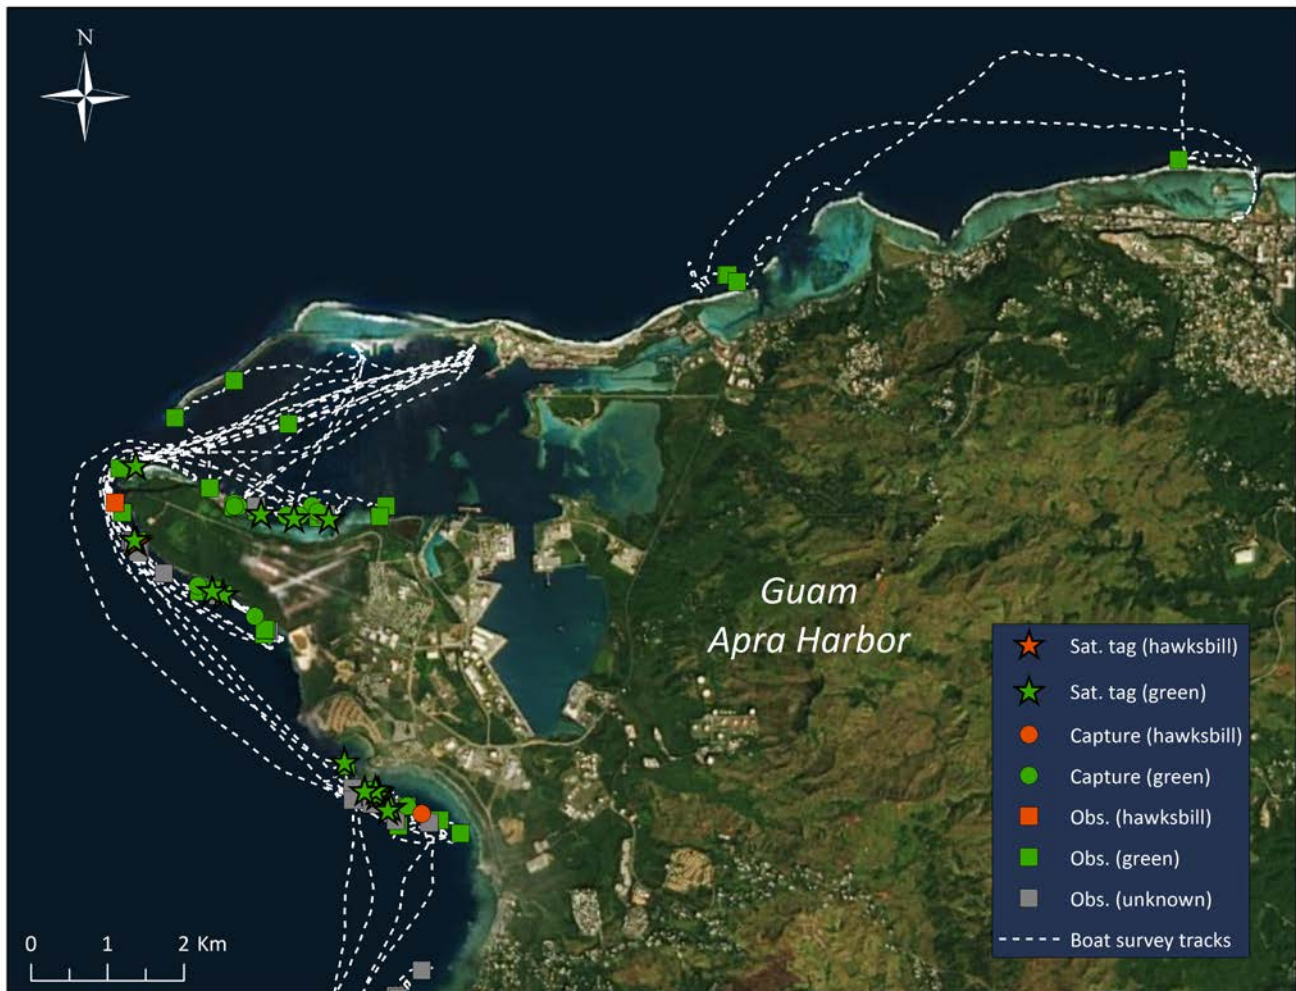 N
Guam
Apra Harbor
Sat. tag (hawksbill)
Sat. tag (green)
Capture (hawksbill)
Capture (green)
Obs. (hawksbill)
Obs. (green)
Obs. (unknown)
Boat survey tracks
0 1 2 Km